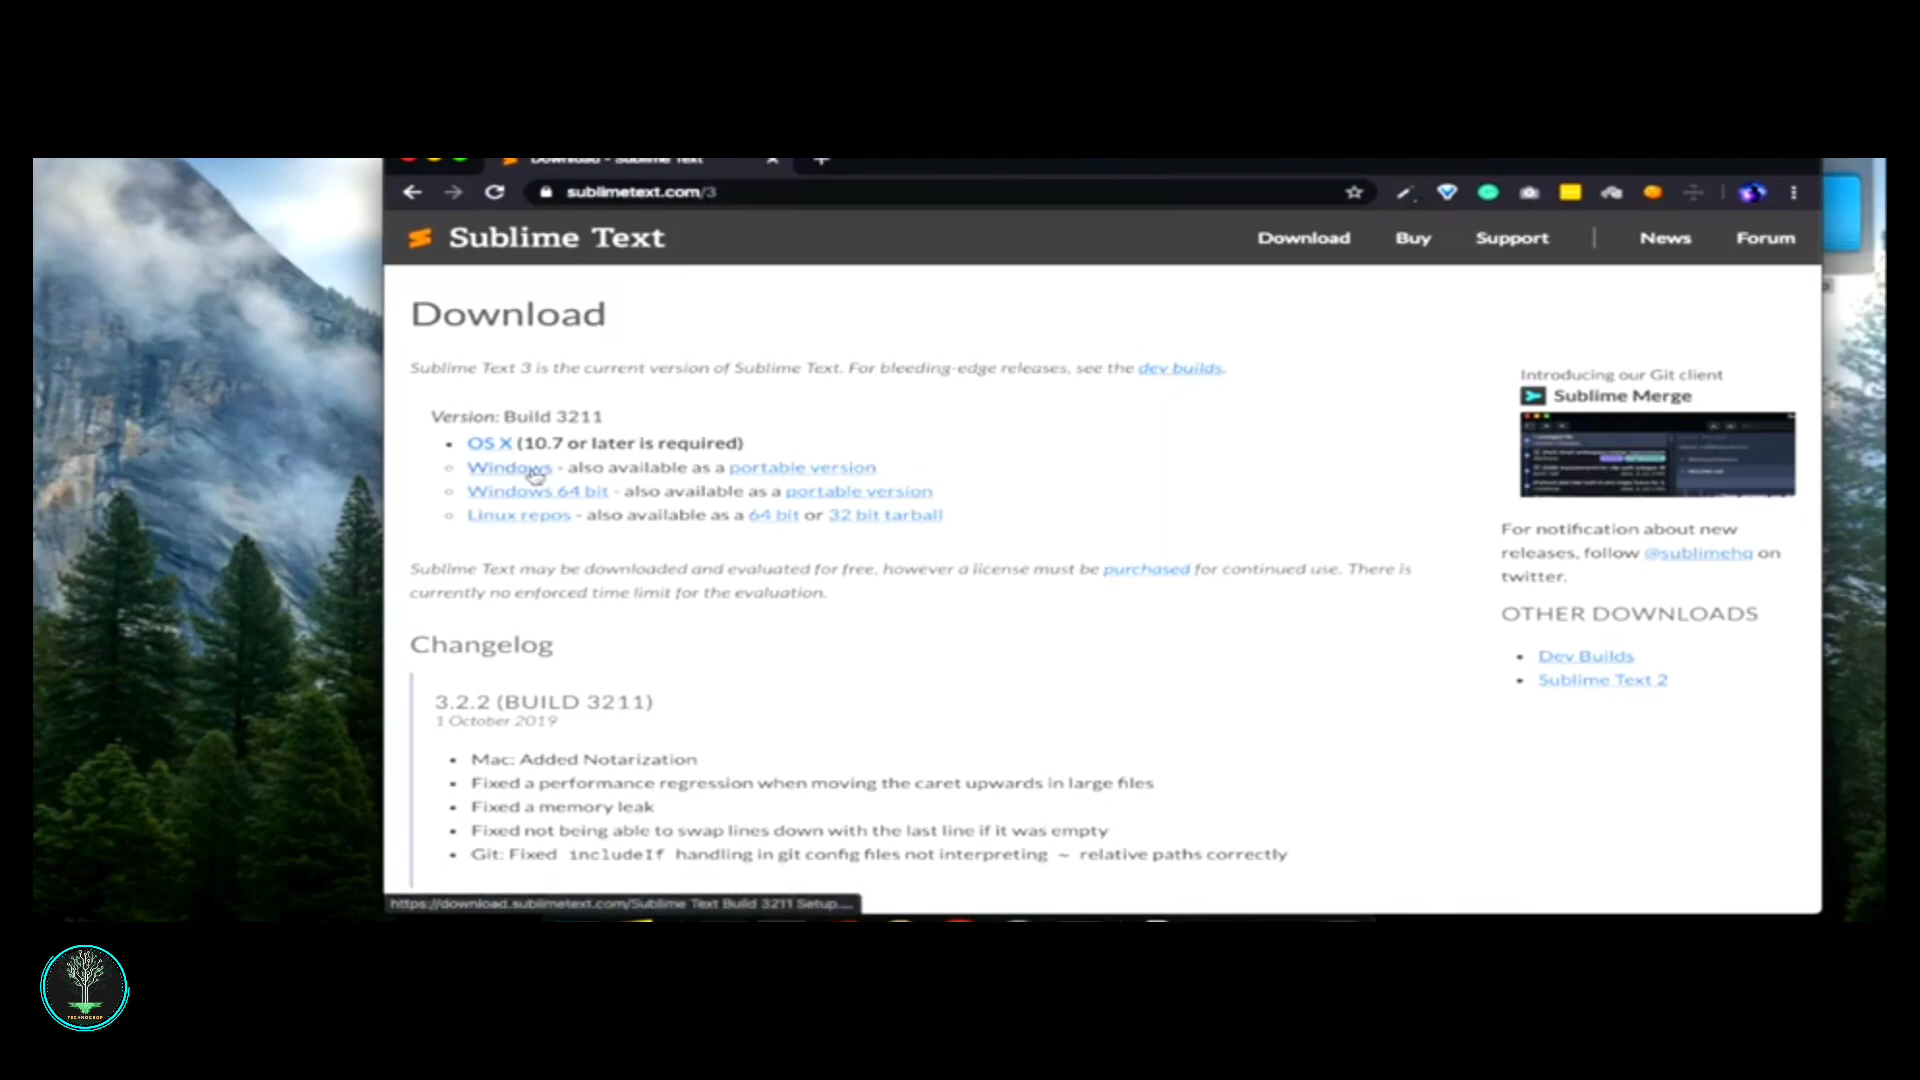 Download - Sublime Text
sublimetext.com/3
Sublime Text
Download Buy Support | News Forum
Download
Sublime Text 3 is the current version of Sublime Text. For bleeding-edge releases, see the dev builds.
Version: Build 3211
OS X (10.7 or later is required)
Windows - also available as a portable version
Windows 64 bit - also available as a portable version
Linux repos - also available as a 64 bit or 32 bit tarball
Sublime Text may be downloaded and evaluated for free, however a license must be purchased for continued use. There is
currently no enforced time limit for the evaluation.
Changelog
3.2.2 (BUILD 3211)
1 October 2019
Mac: Added Notarization
Fixed a performance regression when moving the caret upwards in large files
Fixed a memory leak
Fixed not being able to swap lines down with the last line if it was empty
Git: Fixed includeIf handling in git config files not interpreting ~ relative paths correctly
Introducing our Git client
Sublime Merge
For notification about new
releases, follow @sublimehq on
twitter.
OTHER DOWNLOADS
Dev Builds
Sublime Text 2
https://download.sublimetext.com/Sublime Text Build 3211 Setup....
TECHNOCROP